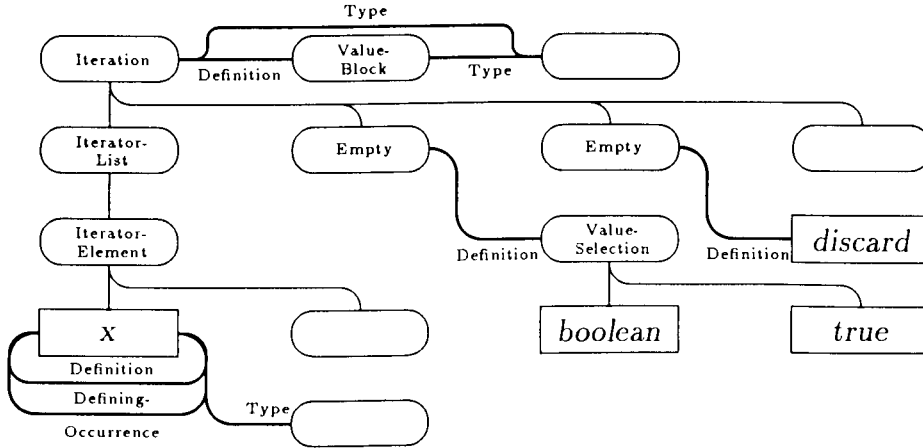 Type
Iteration
Definition
Value-
Block
Type
Iterator-
List
Empty
Empty
Iterator-
Element
Definition
Value-
Selection
Definition
discard
x
boolean
true
Definition
Defining-
Occurrence
Type